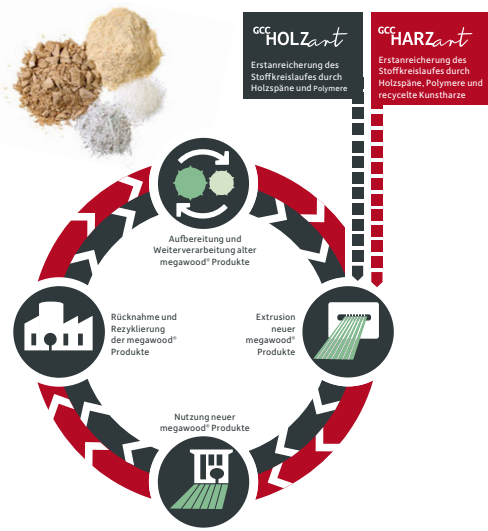 GCC HOLZart
Erstanreicherung des
Stoffkreislaufes durch
Holzspäne und Polymere
GCC HARZart
Erstanreicherung des
Stoffkreislaufes durch
Holzspäne, Polymere und
recycelte Kunstharze
Aufbereitung und
Weiterverarbeitung alter
megawood® Produkte
Rücknahme und
Rezyklierung
der megawood®
Produkte
Extrusion
neuer
megawood®
Produkte
Nutzung neuer
megawood® Produkte